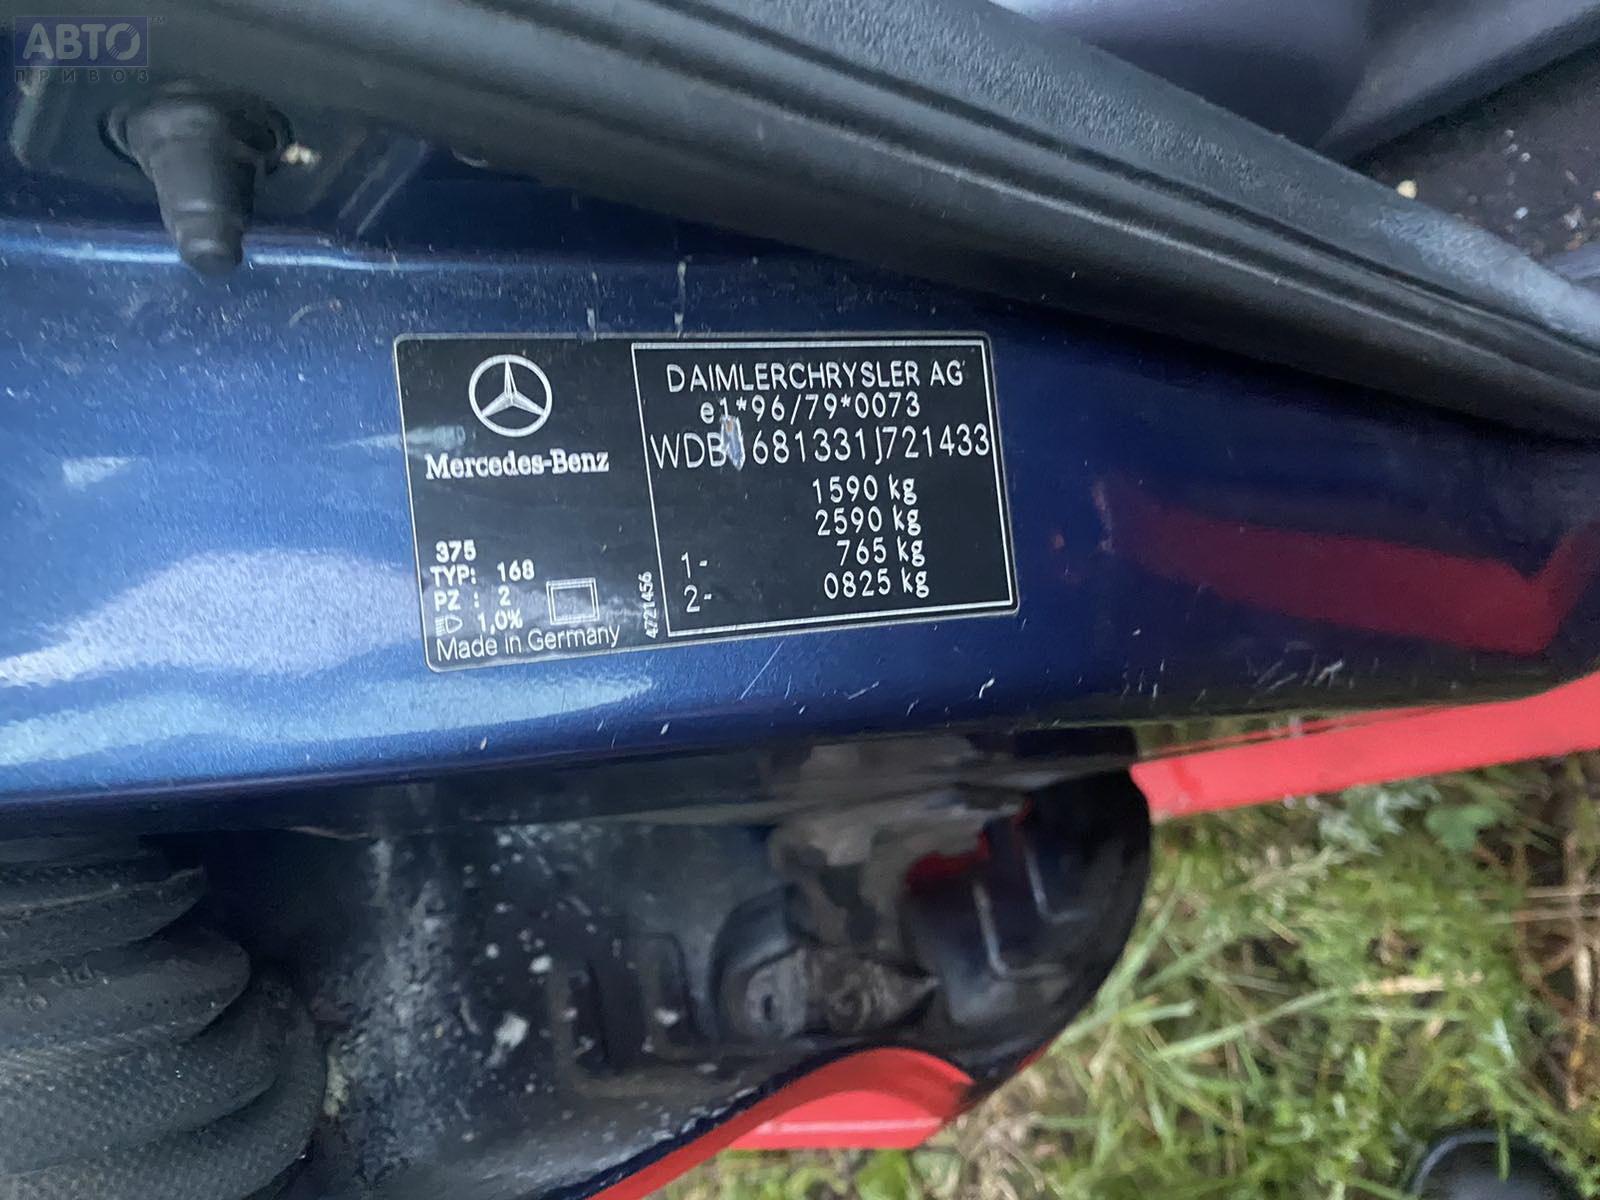 АВТО™
ПРИВОЗ
Mercedes-Benz
375
TYP: 168
PZ : 2
1,0%
Made in Germany
4721456
DAIMLERCHRYSLER AG
e1*96/79*0073
1590 kg
2590 kg
1- 765 kg
2- 0825 kg